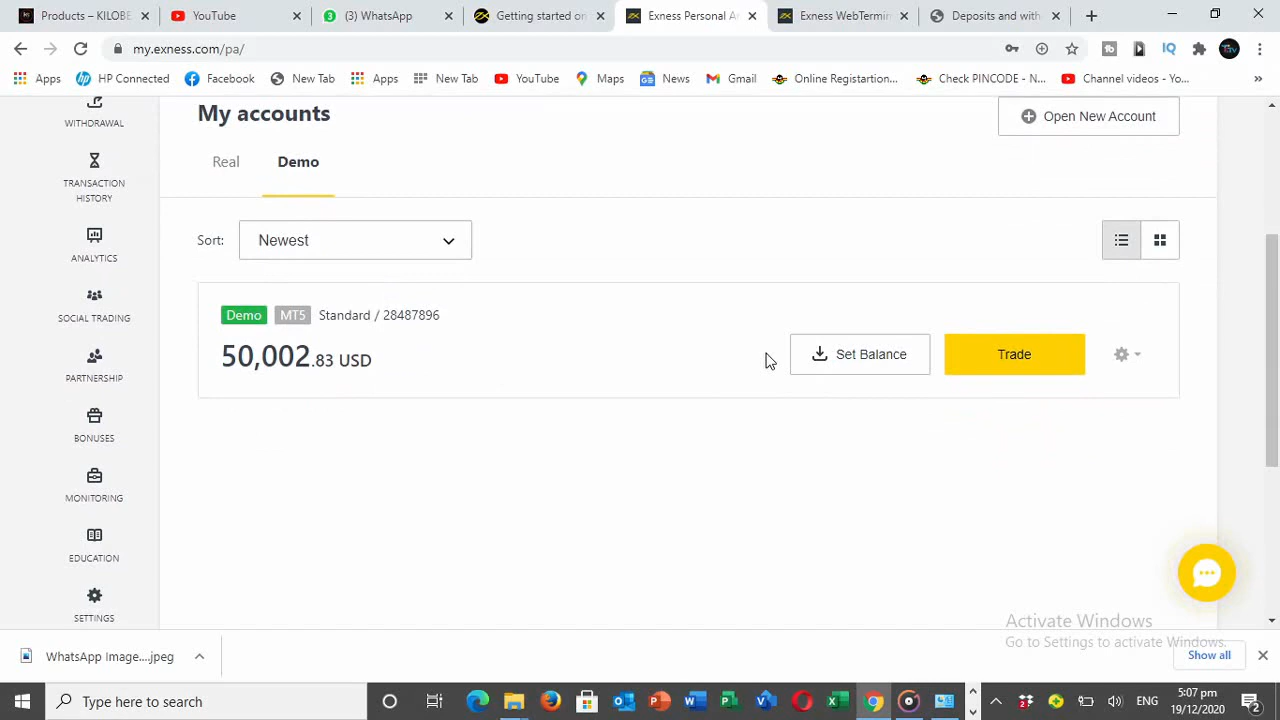 Products – KILOBE
YouTube
(3) WhatsApp
Getting started on
Exness Personal Ar
Exness WebTermin
Deposits and with
my.exness.com/pa/
Apps
HP Connected
Facebook
New Tab
Apps
New Tab
YouTube
Maps
News
Gmail
Online Registartion...
Check PINCODE - N...
Channel videos - Yo...
WITHDRAWAL
TRANSACTION
HISTORY
ANALYTICS
SOCIAL TRADING
PARTNERSHIP
BONUSES
MONITORING
EDUCATION
SETTINGS
My accounts
Open New Account
Real
Demo
Sort:
Newest
Demo MT5 Standard / 28487896
50,002.83 USD
Set Balance
Trade
Activate Windows
Go to Settings to activate Windows.
WhatsApp Image....jpeg
Show all
Type here to search
ENG
5:07 pm
19/12/2020
2